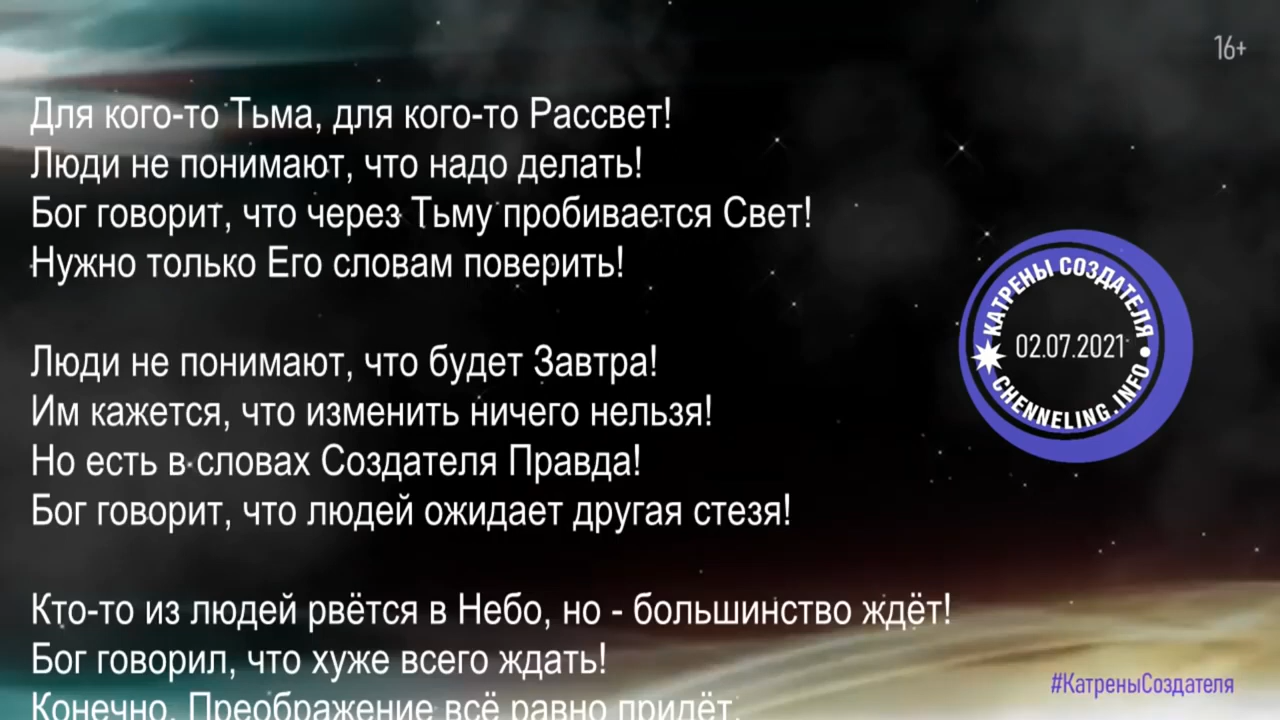 16+
Для кого-то Тьма, для кого-то Рассвет!
Люди не понимают, что надо делать!
Бог говорит, что через Тьму пробивается Свет!
Нужно только Его словам поверить!
Люди не понимают, что будет Завтра!
Им кажется, что изменить ничего нельзя!
Но есть в словах Создателя Правда!
Бог говорит, что людей ожидает другая стезя!
Кто-то из людей рвётся в Небо, но - большинство ждёт!
Бог говорил, что хуже всего ждать!
Конечно, Преображение всё равно придёт,
КАТРЕНЫ СОЗДАТЕЛЯ
02.07.2021
CHENNELING.INFO
#КатреныСоздателя